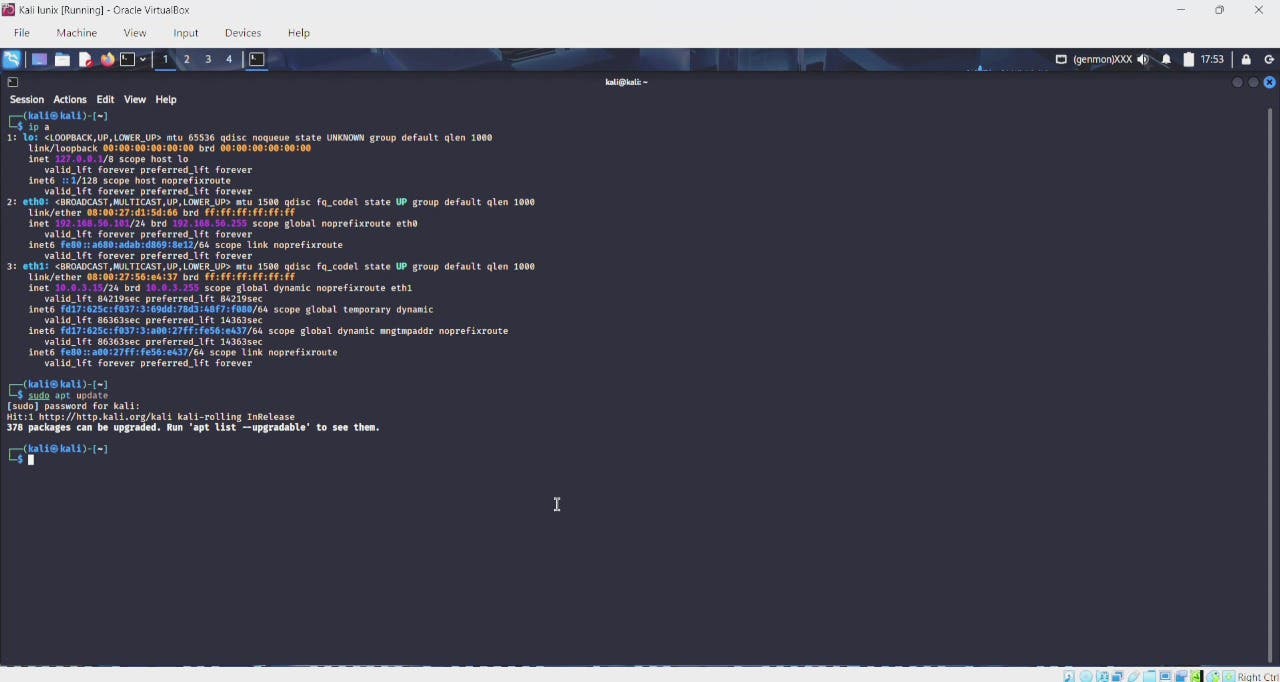 Kali lunix [Running] - Oracle VirtualBox
File Machine View Input Devices Help
1 2 3 4 (genmon)XXX 17:53
kali@kali: ~
Session Actions Edit View Help
┌──(kali㉿kali)-[~]
└─$ ip a
1: lo: <LOOPBACK,UP,LOWER_UP> mtu 65536 qdisc noqueue state UNKNOWN group default qlen 1000
link/loopback 00:00:00:00:00:00 brd 00:00:00:00:00:00
inet 127.0.0.1/8 scope host lo
valid_lft forever preferred_lft forever
inet6 ::1/128 scope host noprefixroute
valid_lft forever preferred_lft forever
2: eth0: <BROADCAST,MULTICAST,UP,LOWER_UP> mtu 1500 qdisc fq_codel state UP group default qlen 1000
link/ether 08:00:27:d1:5d:66 brd ff:ff:ff:ff:ff:ff
inet 192.168.56.101/24 brd 192.168.56.255 scope global noprefixroute eth0
valid_lft forever preferred_lft forever
inet6 fe80::a680:adab:d869:8e12/64 scope link noprefixroute
valid_lft forever preferred_lft forever
3: eth1: <BROADCAST,MULTICAST,UP,LOWER_UP> mtu 1500 qdisc fq_codel state UP group default qlen 1000
link/ether 08:00:27:56:e4:37 brd ff:ff:ff:ff:ff:ff
inet 10.0.3.15/24 brd 10.0.3.255 scope global dynamic noprefixroute eth1
valid_lft 84219sec preferred_lft 84219sec
inet6 fd17:625c:f037:3:69dd:78d3:48f7:f080/64 scope global temporary dynamic
valid_lft 86363sec preferred_lft 14363sec
inet6 fd17:625c:f037:3:a00:27ff:fe56:e437/64 scope global dynamic mngtmpaddr noprefixroute
valid_lft 86363sec preferred_lft 14363sec
inet6 fe80::a00:27ff:fe56:e437/64 scope link noprefixroute
valid_lft forever preferred_lft forever
┌──(kali㉿kali)-[~]
└─$ sudo apt update
[sudo] password for kali:
Hit:1 http://http.kali.org/kali kali-rolling InRelease
378 packages can be upgraded. Run 'apt list --upgradable' to see them.
┌──(kali㉿kali)-[~]
└─$
Right Ctrl